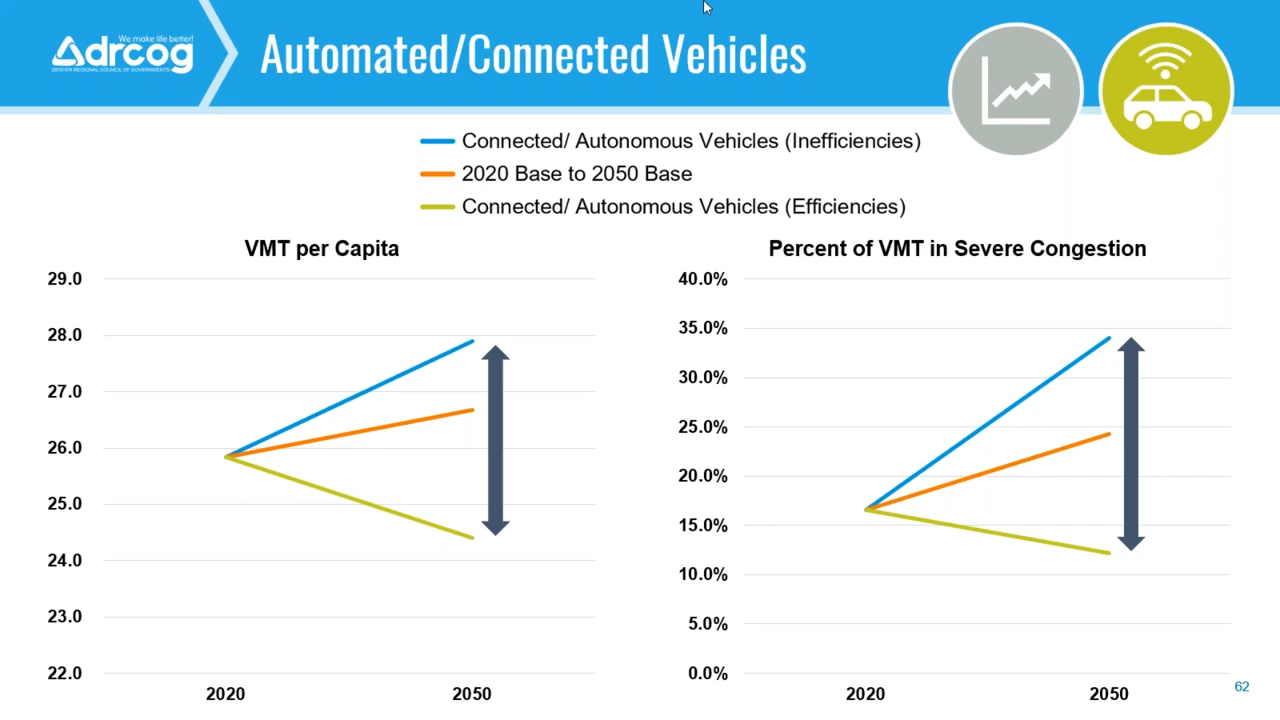 We make life better!
drcog
DENVER REGIONAL COUNCIL OF GOVERNMENTS
Automated/Connected Vehicles
Connected/ Autonomous Vehicles (Inefficiencies)
2020 Base to 2050 Base
Connected/ Autonomous Vehicles (Efficiencies)
VMT per Capita
29.0
28.0
27.0
26.0
25.0
24.0
23.0
22.0
2020 2050
Percent of VMT in Severe Congestion
40.0%
35.0%
30.0%
25.0%
20.0%
15.0%
10.0%
5.0%
0.0%
2020 2050
62